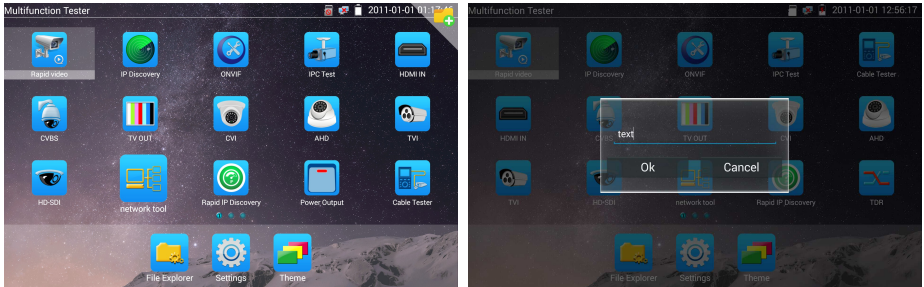 Multifunction Tester
2011-01-01 01:17
Rapid video
IP Discovery
ONVIF
IPC Test
HDMI IN
CVBS
TV OUT
CVI
AHD
TVI
HD-SDI
network tool
Rapid IP Discovery
Power Output
Cable Tester
File Explorer
Settings
Theme
Multifunction Tester
2011-01-01 12:56:17
Rapid video
IP Discovery
ONVIF
IPC Test
Cable Tester
HDMI IN
CVBS
TV OUT
CVI
AHD
text
Ok
Cancel
TVI
HD-SDI
network tool
Rapid IP Discovery
TDR
File Explorer
Settings
Theme